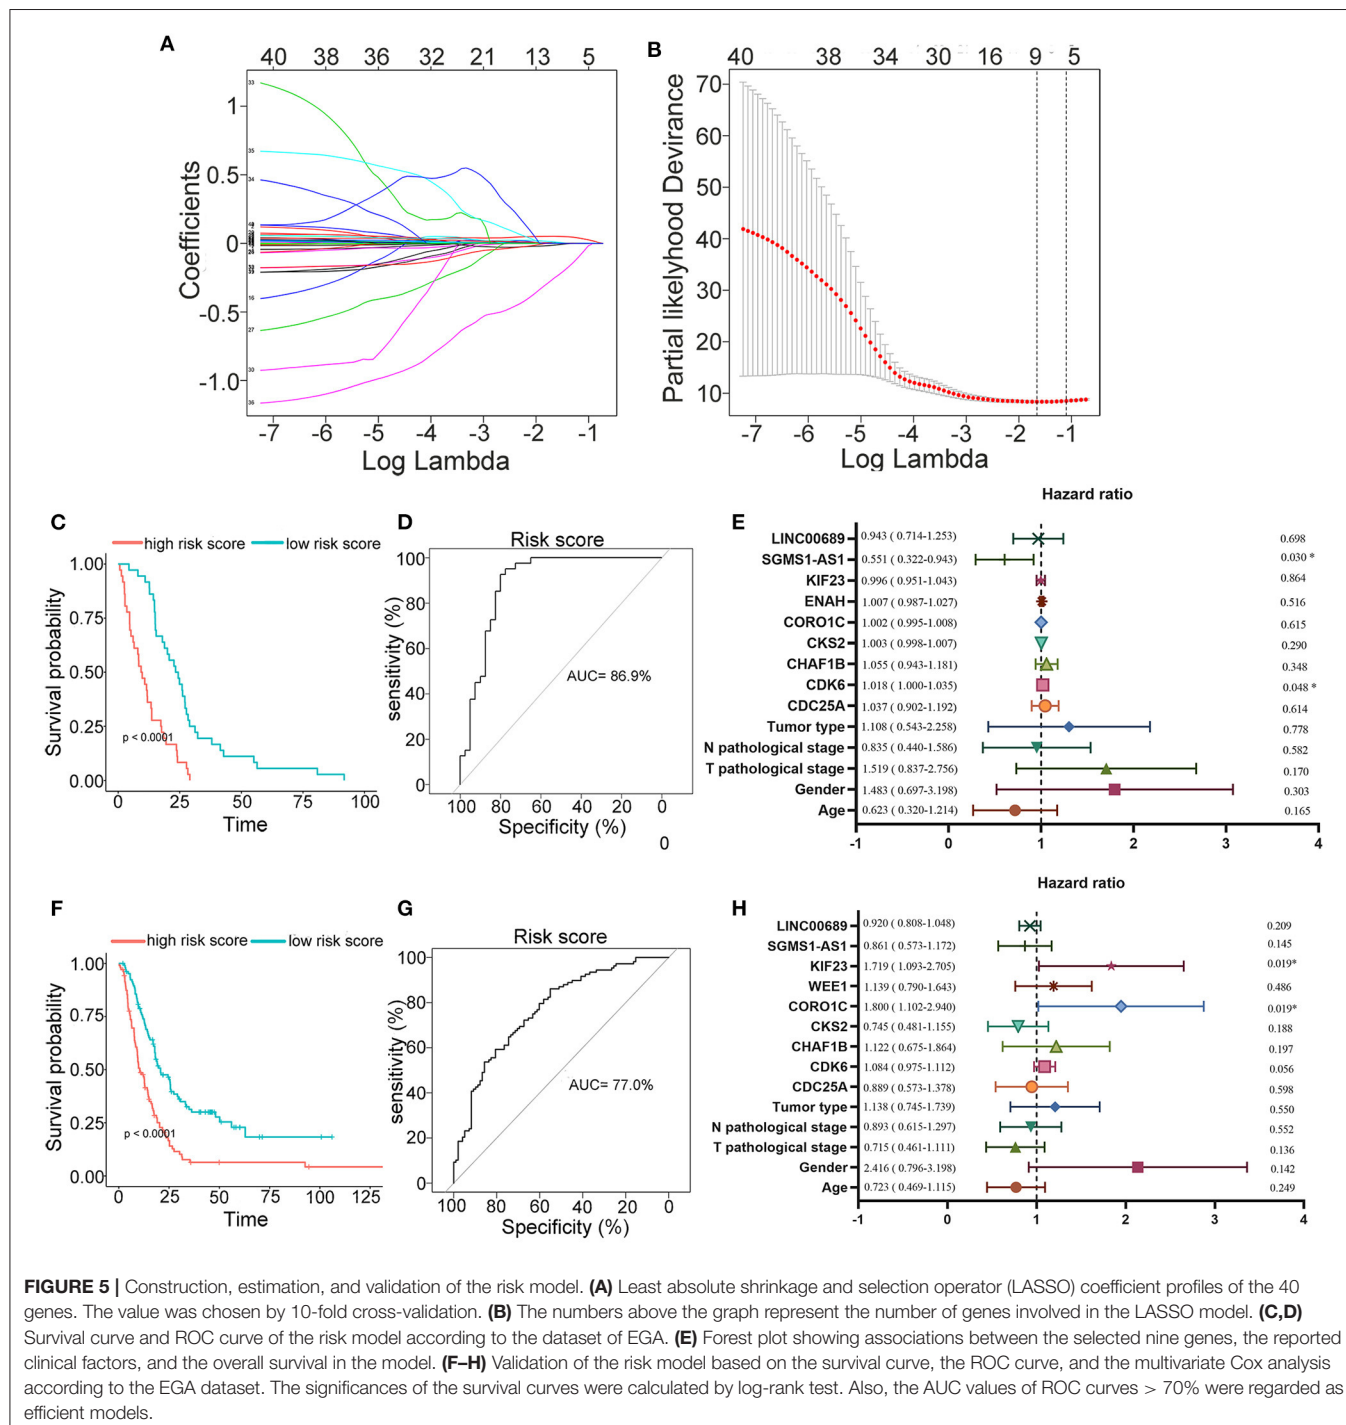 A
40 38 36 32 21 13 5
Coefficients
1
0.5
0
-0.5
-1.0
33
35
34
16
27
30
36
-7 -6 -5 -4 -3 -2 -1
Log Lambda
B
40 38 34 30 16 9 5
Partial likelyhood Devirance
70
60
50
40
30
20
10
-7 -6 -5 -4 -3 -2 -1
Log Lambda
C
high risk score low risk score
Survival probability
1.00
0.75
0.50
0.25
0.00
p < 0.0001
0 25 50 75 100
Time
D
Risk score
sensitivity (%)
100
80
60
40
20
0
AUC= 86.9%
100 80 60 40 20 0
Specificity (%)
0
E
Hazard ratio
LINC00689 0.943 ( 0.714-1.253) 0.698
SGMS1-AS1 0.551 ( 0.322-0.943) 0.030 *
KIF23 0.996 ( 0.951-1.043) 0.864
ENAH 1.007 ( 0.987-1.027) 0.516
CORO1C 1.002 ( 0.995-1.008) 0.615
CKS2 1.003 ( 0.998-1.007) 0.290
CHAF1B 1.055 ( 0.943-1.181) 0.348
CDK6 1.018 ( 1.000-1.035) 0.048 *
CDC25A 1.037 ( 0.902-1.192) 0.614
Tumor type 1.108 ( 0.543-2.258) 0.778
N pathological stage 0.835 ( 0.440-1.586) 0.582
T pathological stage 1.519 ( 0.837-2.756) 0.170
Gender 1.483 ( 0.697-3.198) 0.303
Age 0.623 ( 0.320-1.214) 0.165
-1 0 1 2 3 4
F
high risk score low risk score
Survival probability
1.00
0.75
0.50
0.25
0.00
p < 0.0001
0 25 50 75 100 125
Time
G
Risk score
sensitivity (%)
100
80
60
40
20
0
AUC= 77.0%
100 80 60 40 20 0
Specificity (%)
H
Hazard ratio
LINC00689 0.920 ( 0.808-1.048) 0.209
SGMS1-AS1 0.861 ( 0.573-1.172) 0.145
KIF23 1.719 ( 1.093-2.705) 0.019*
WEE1 1.139 ( 0.790-1.643) 0.486
CORO1C 1.800 ( 1.102-2.940) 0.019*
CKS2 0.745 ( 0.481-1.155) 0.188
CHAF1B 1.122 ( 0.675-1.864) 0.197
CDK6 1.084 ( 0.975-1.112) 0.056
CDC25A 0.889 ( 0.573-1.378) 0.598
Tumor type 1.138 ( 0.745-1.739) 0.550
N pathological stage 0.893 ( 0.615-1.297) 0.552
T pathological stage 0.715 ( 0.461-1.111) 0.136
Gender 2.416 ( 0.796-3.198) 0.142
Age 0.723 ( 0.469-1.115) 0.249
-1 0 1 2 3 4
FIGURE 5 | Construction, estimation, and validation of the risk model. (A) Least absolute shrinkage and selection operator (LASSO) coefficient profiles of the 40
genes. The value was chosen by 10-fold cross-validation. (B) The numbers above the graph represent the number of genes involved in the LASSO model. (C,D)
Survival curve and ROC curve of the risk model according to the dataset of EGA. (E) Forest plot showing associations between the selected nine genes, the reported
clinical factors, and the overall survival in the model. (F–H) Validation of the risk model based on the survival curve, the ROC curve, and the multivariate Cox analysis
according to the EGA dataset. The significances of the survival curves were calculated by log-rank test. Also, the AUC values of ROC curves > 70% were regarded as
efficient models.